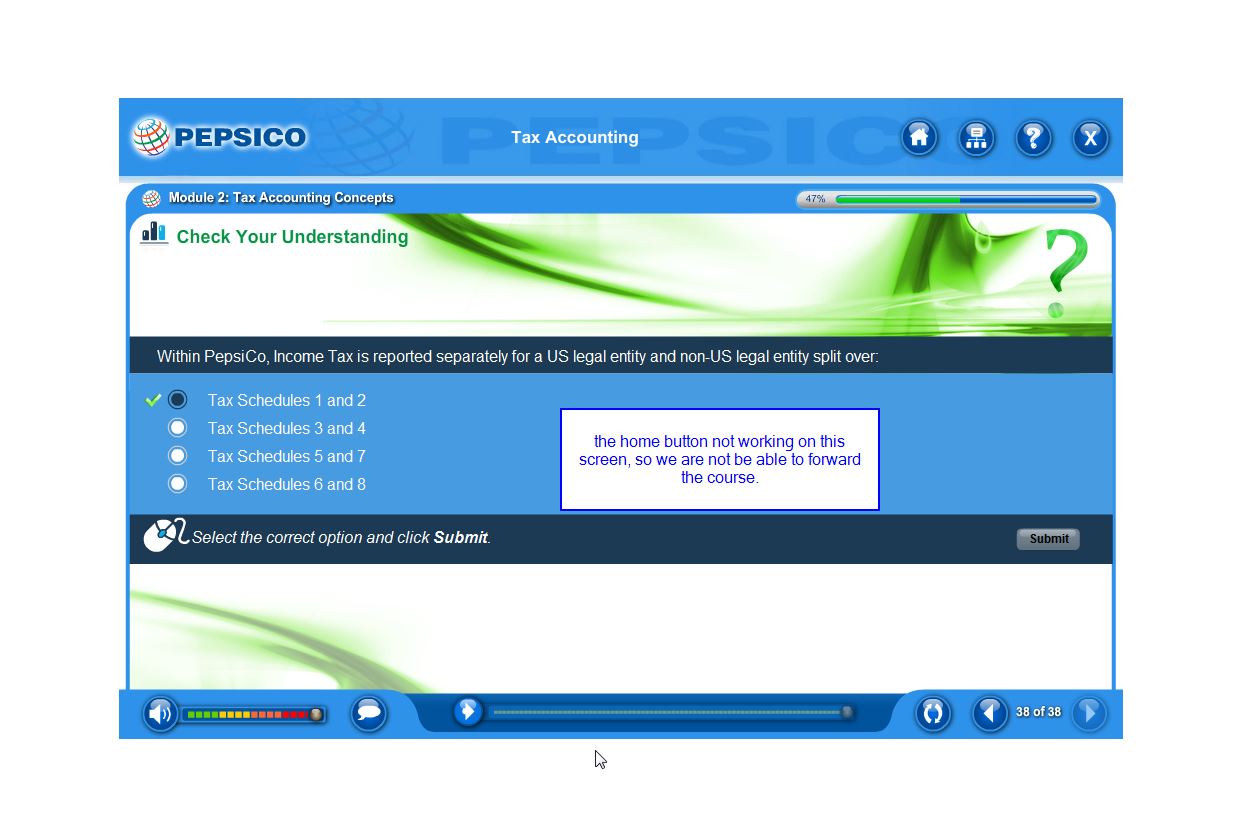 PEPSICO
Tax Accounting
PEPSICO
X
Module 2: Tax Accounting Concepts
47%
Check Your Understanding
?
Within PepsiCo, Income Tax is reported separately for a US legal entity and non-US legal entity split over:
Tax Schedules 1 and 2
Tax Schedules 3 and 4
Tax Schedules 5 and 7
Tax Schedules 6 and 8
the home button not working on this
screen, so we are not be able to forward
the course.
Select the correct option and click Submit.
Submit
38 of 38